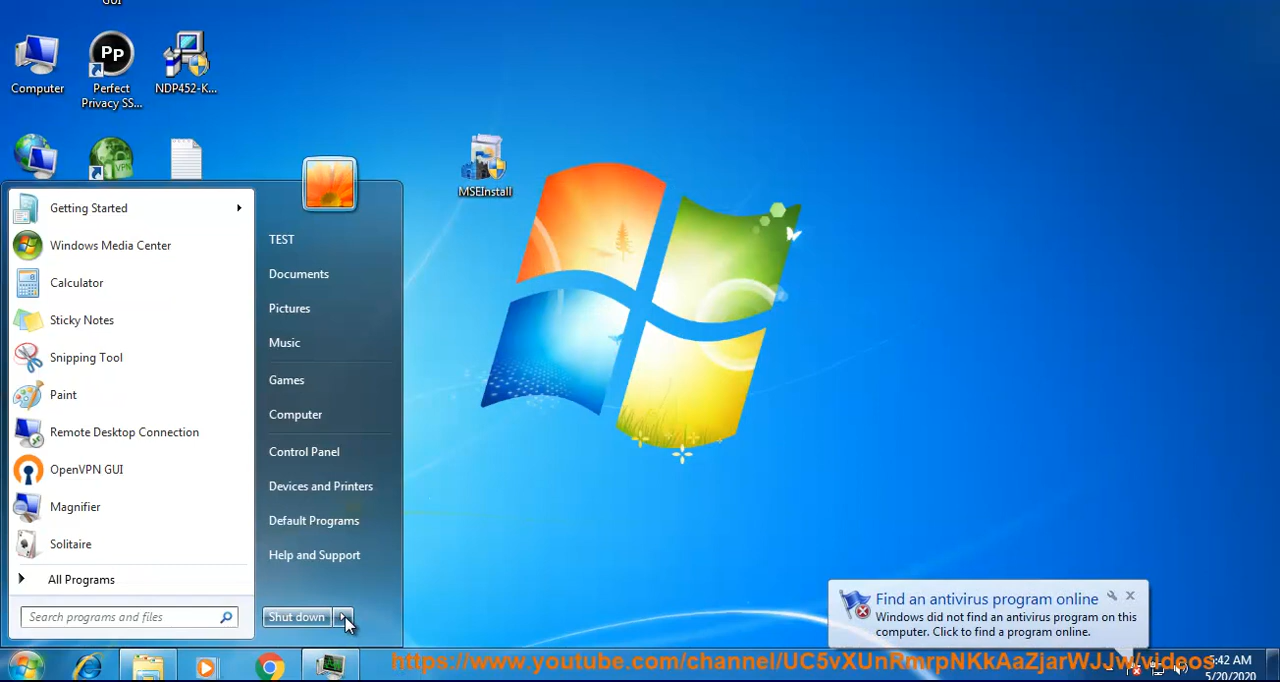 GUI
Computer
Perfect
Privacy SS...
NDP452-K...
Pp
VPN
MSEInstall
Getting Started
Windows Media Center
Calculator
Sticky Notes
Snipping Tool
Paint
Remote Desktop Connection
OpenVPN GUI
Magnifier
Solitaire
All Programs
Search programs and files
TEST
Documents
Pictures
Music
Games
Computer
Control Panel
Devices and Printers
Default Programs
Help and Support
Shut down
Find an antivirus program online
Windows did not find an antivirus program on this
computer. Click to find a program online.
https://www.youtube.com/channel/UC5vXUnRmrpNKkAaZjarWJJw/videos
5:42 AM
5/20/2020